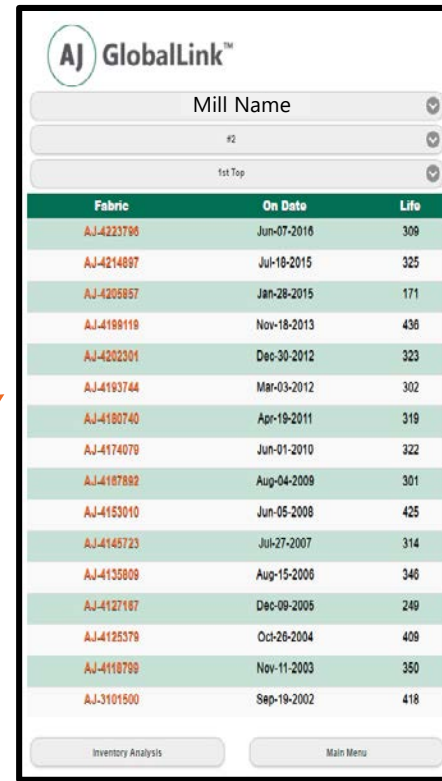 AJ GlobalLink™
Mill Name
#2
1st Top
Fabric On Date Life
AJ-4223796 Jun-07-2016 309
AJ-4214897 Jul-18-2015 325
AJ-4205957 Jan-28-2015 171
AJ-4199119 Nov-18-2013 436
AJ-4202301 Dec-30-2012 323
AJ-4193744 Mar-03-2012 302
AJ-4180740 Apr-19-2011 319
AJ-4174079 Jun-01-2010 322
AJ-4167892 Aug-04-2009 301
AJ-4153010 Jun-05-2008 425
AJ-4145723 Jul-27-2007 314
AJ-4135809 Aug-15-2006 346
AJ-4127167 Dec-09-2005 249
AJ-4125379 Oct-26-2004 409
AJ-4118799 Nov-11-2003 350
AJ-3101500 Sep-19-2002 418
Inventory Analysis Main Menu